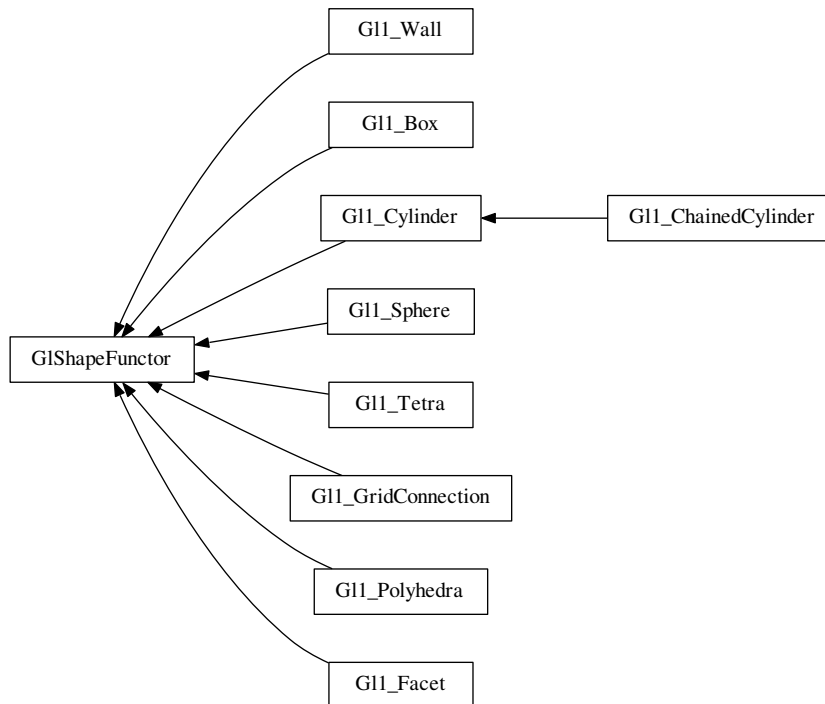 Gl1_Wall
Gl1_Box
Gl1_Cylinder
Gl1_ChainedCylinder
Gl1_Sphere
GlShapeFunctor
Gl1_Tetra
Gl1_GridConnection
Gl1_Polyhedra
Gl1_Facet